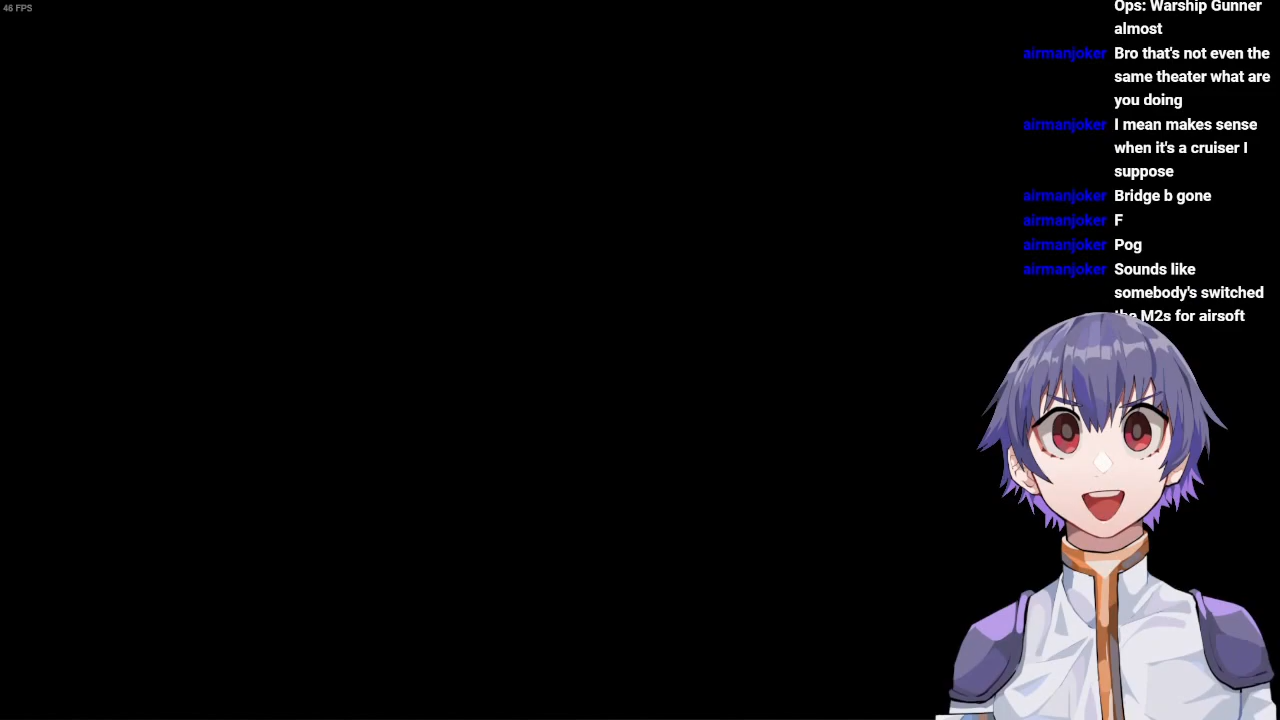 46 FPS
Ops: Warship Gunner
almost
airmanjoker Bro that's not even the
same theater what are
you doing
airmanjoker I mean makes sense
when it's a cruiser I
suppose
airmanjoker Bridge b gone
airmanjoker F
airmanjoker Pog
airmanjoker Sounds like
somebody's switched
the M2s for airsoft